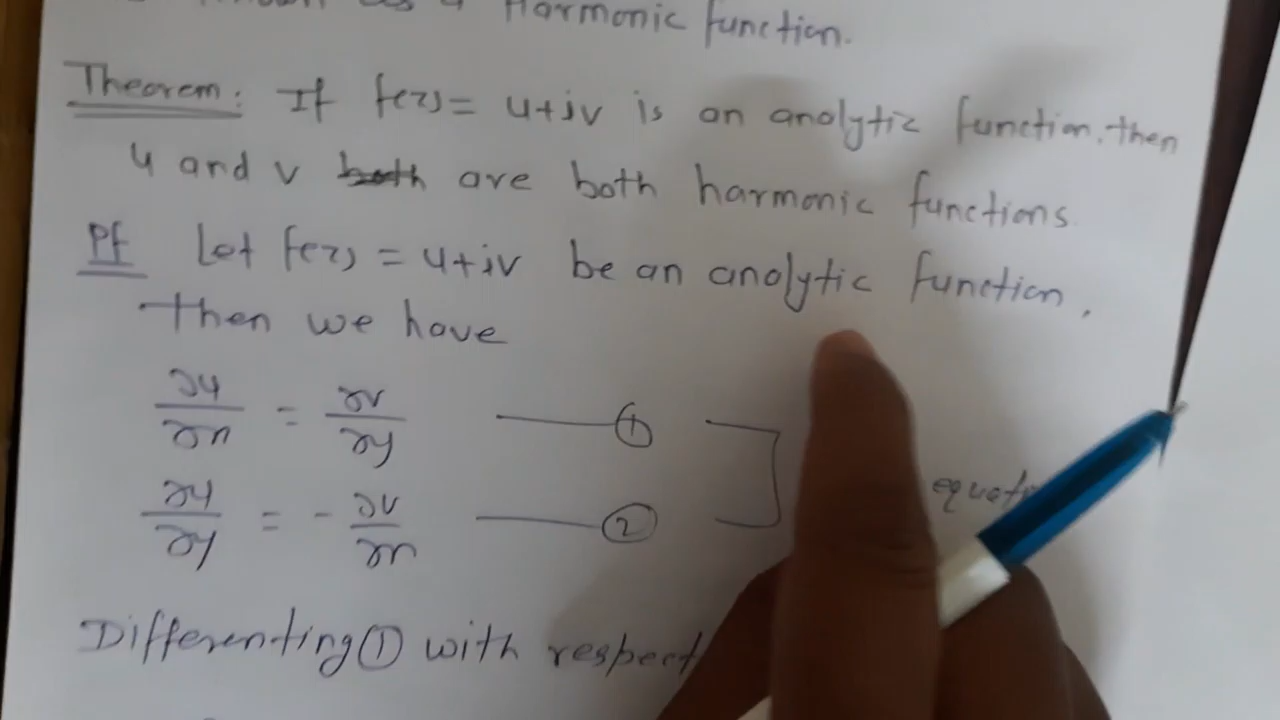 Harmonic function.
Theorem: If f(z) = u+iv is an analytic function, then
u and v are both harmonic functions.
Pf Let f(z) = u+iv be an analytic function,
Then we have
∂u/∂x = ∂v/∂y ——— ①
∂u/∂y = - ∂v/∂x ——— ②
Differenting ① with respect